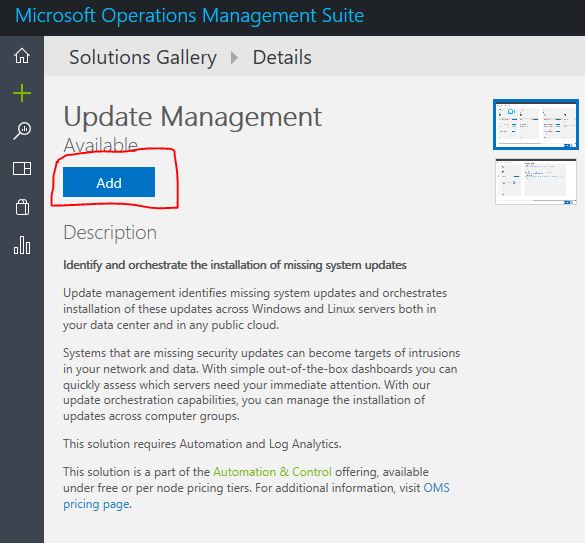 Microsoft Operations Management Suite
Solutions Gallery Details
Update Management
Available
Add
Description
Identify and orchestrate the installation of missing system updates
Update management identifies missing system updates and orchestrates
installation of these updates across Windows and Linux servers both in
your data center and in any public cloud.
Systems that are missing security updates can become targets of intrusions
in your network and data. With simple out-of-the-box dashboards you can
quickly assess which servers need your immediate attention. With our
update orchestration capabilities, you can manage the installation of
updates across computer groups.
This solution requires Automation and Log Analytics.
This solution is a part of the Automation & Control offering, available
under free or per node pricing tiers. For additional information, visit OMS
pricing page.